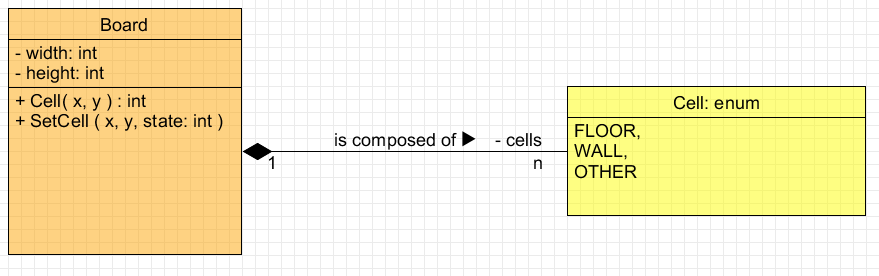 Board
- width: int
- height: int
+ Cell( x, y ) : int
+ SetCell ( x, y, state: int )
is composed of ▶ - cells
1
n
Cell: enum
FLOOR,
WALL,
OTHER